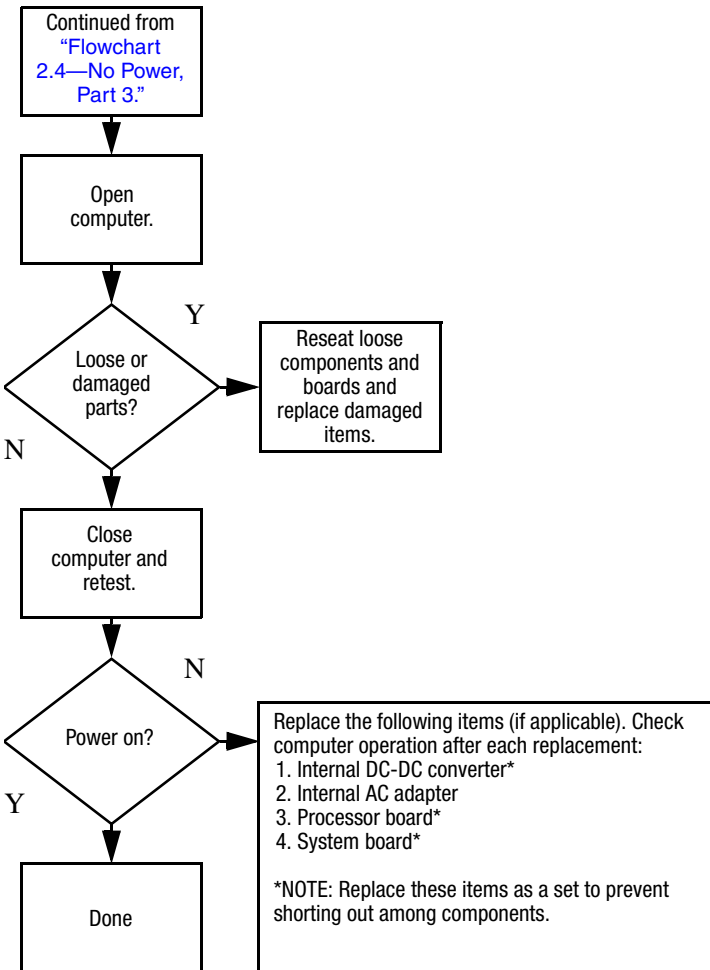 Continued from
“Flowchart
2.4—No Power,
Part 3.”
Open
computer.
Y
Loose or
damaged
parts?
Reseat loose
components and
boards and
replace damaged
items.
N
Close
computer and
retest.
N
Power on?
Replace the following items (if applicable). Check
computer operation after each replacement:
1. Internal DC-DC converter*
2. Internal AC adapter
3. Processor board*
4. System board*
*NOTE: Replace these items as a set to prevent
shorting out among components.
Y
Done